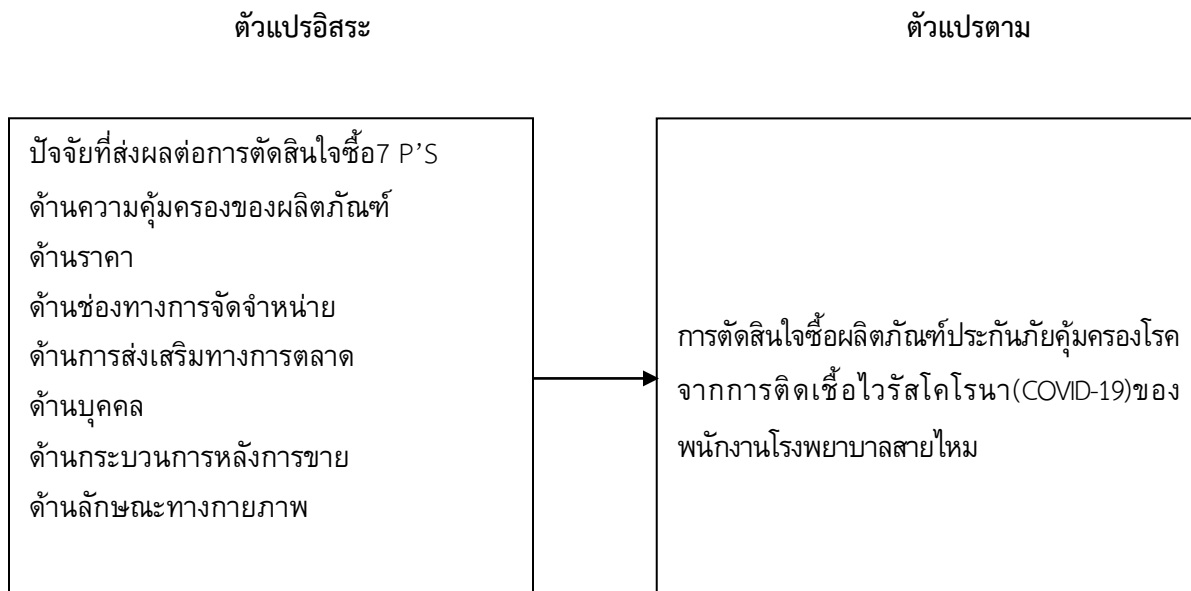 ตัวแปรอิสระ
ตัวแปรตาม
ปัจจัยที่ส่งผลต่อการตัดสินใจซื้อ7 P’S
ด้านความคุ้มครองของผลิตภัณฑ์
ด้านราคา
ด้านช่องทางการจัดจำหน่าย
ด้านการส่งเสริมทางการตลาด
ด้านบุคคล
ด้านกระบวนการหลังการขาย
ด้านลักษณะทางกายภาพ
การตัดสินใจซื้อผลิตภัณฑ์ประกันภัยคุ้มครองโรค
จากการติดเชื้อไวรัสโคโรนา(COVID-19)ของ
พนักงานโรงพยาบาลสายไหม